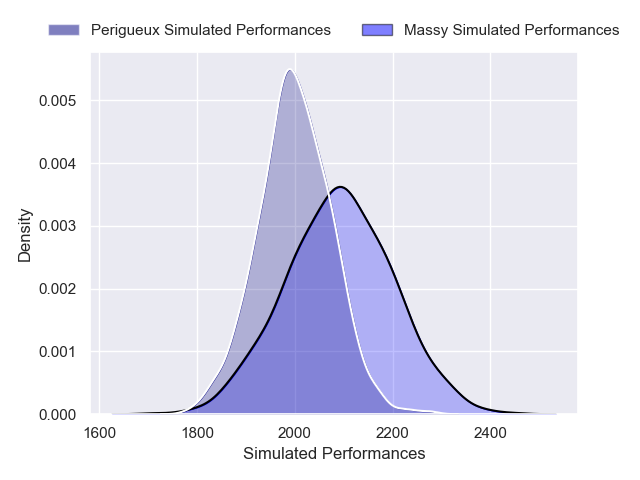 Perigueux Simulated Performances
Massy Simulated Performances
0.005
0.004
0.003
0.002
0.001
0.000
Density
1600 1800 2000 2200 2400
Simulated Performances